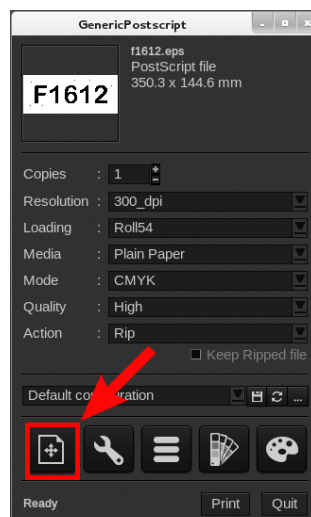 GenericPostscript
f1612.eps
PostScript file
350.3 x 144.6 mm
F1612
Copies : 1
Resolution : 300_dpi
Loading : Roll54
Media : Plain Paper
Mode : CMYK
Quality : High
Action : Rip
Keep Ripped file
Default ...
Ready Print Quit